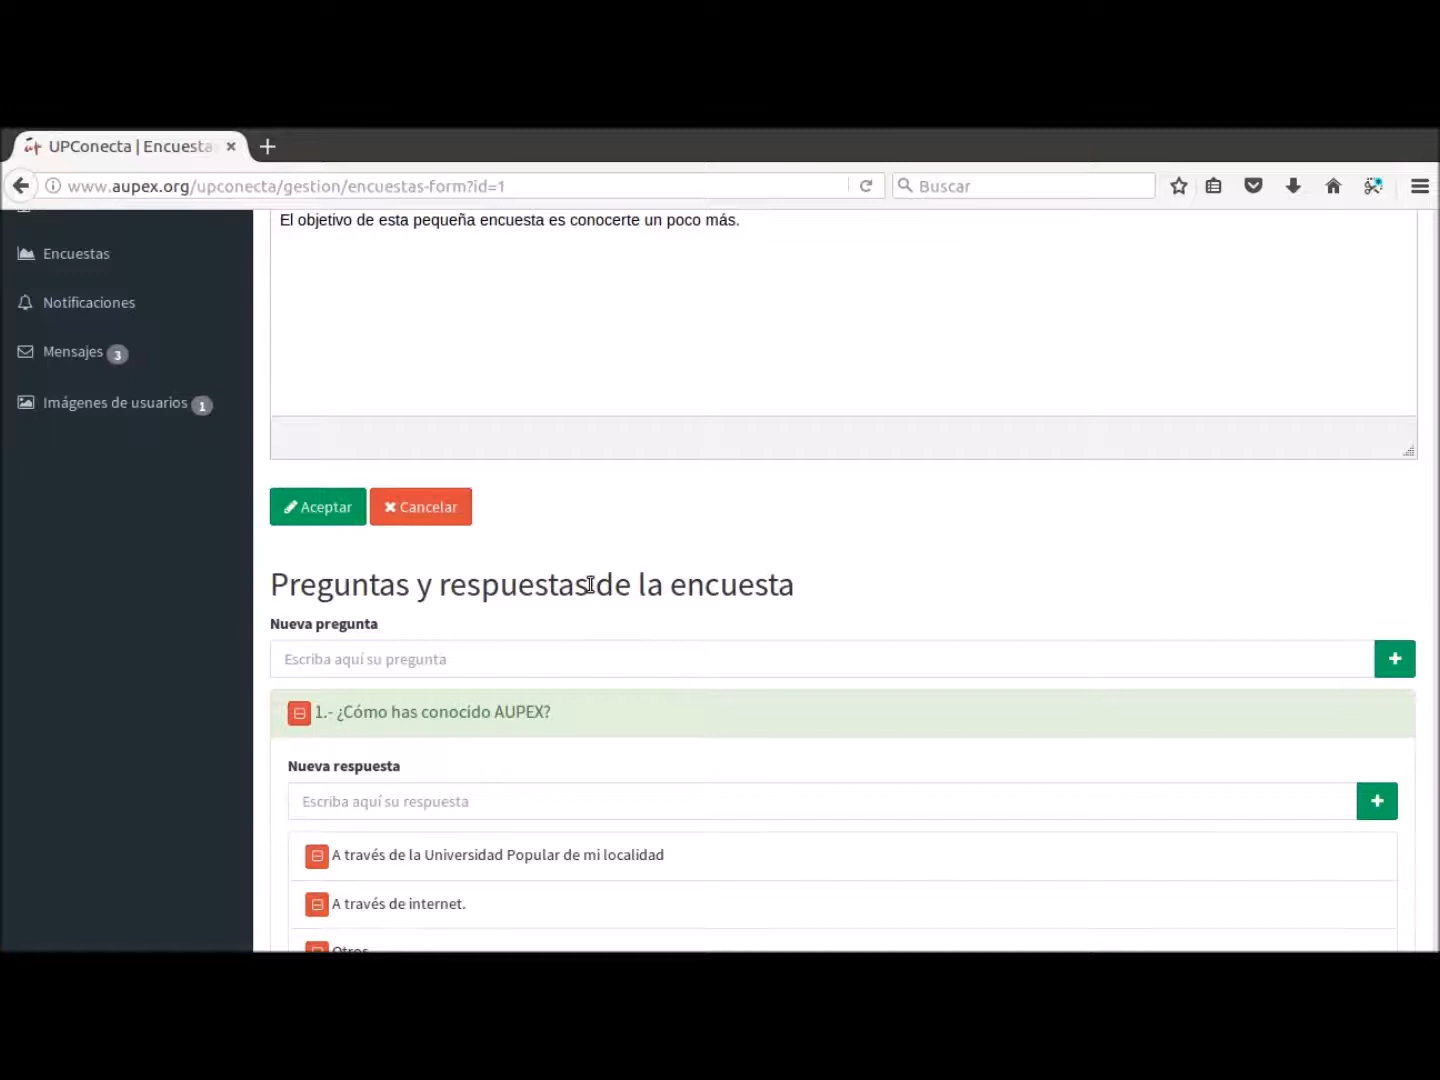 UPConecta | Encuesta
www.aupex.org/upconecta/gestion/encuestas-form?id=1
Buscar
El objetivo de esta pequeña encuesta es conocerte un poco más.
Encuestas
Notificaciones
Mensajes 3
Imágenes de usuarios 1
Aceptar Cancelar
Preguntas y respuestas de la encuesta
Nueva pregunta
Escriba aquí su pregunta
1.- ¿Cómo has conocido AUPEX?
Nueva respuesta
Escriba aquí su respuesta
A través de la Universidad Popular de mi localidad
A través de internet.
Otros